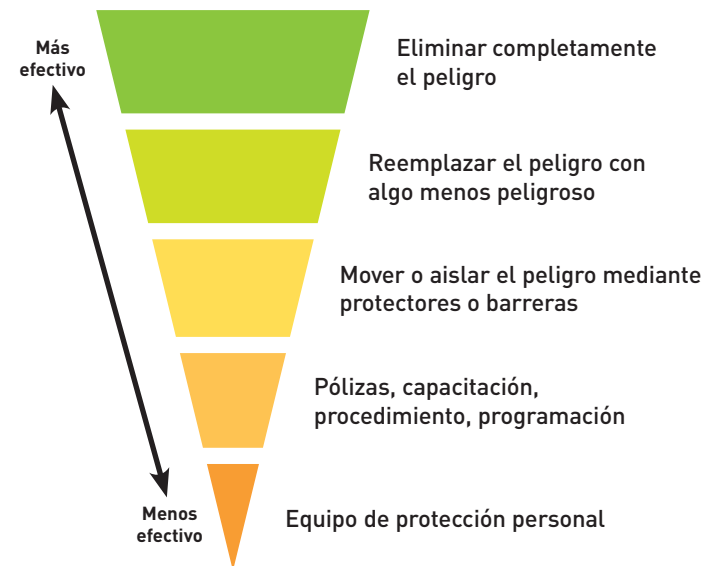 Más
efectivo
Eliminar completamente
el peligro
Reemplazar el peligro con
algo menos peligroso
Mover o aislar el peligro mediante
protectores o barreras
Pólizas, capacitación,
procedimiento, programación
Menos
efectivo
Equipo de protección personal